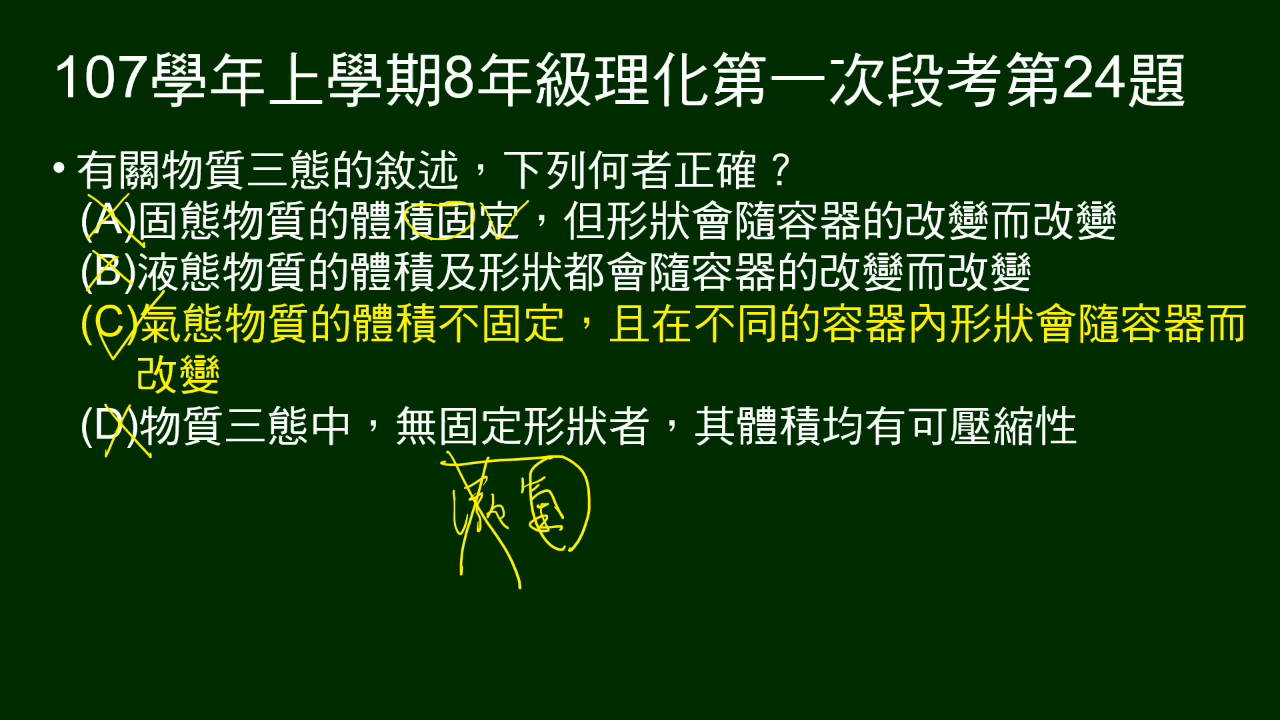 107學年上學期8年級理化第一次段考第24題
• 有關物質三態的敘述，下列何者正確？
(A)固態物質的體積固定，但形狀會隨容器的改變而改變
(B)液態物質的體積及形狀都會隨容器的改變而改變
(C)氣態物質的體積不固定，且在不同的容器內形狀會隨容器而
改變
(D)物質三態中，無固定形狀者，其體積均有可壓縮性
液 氣